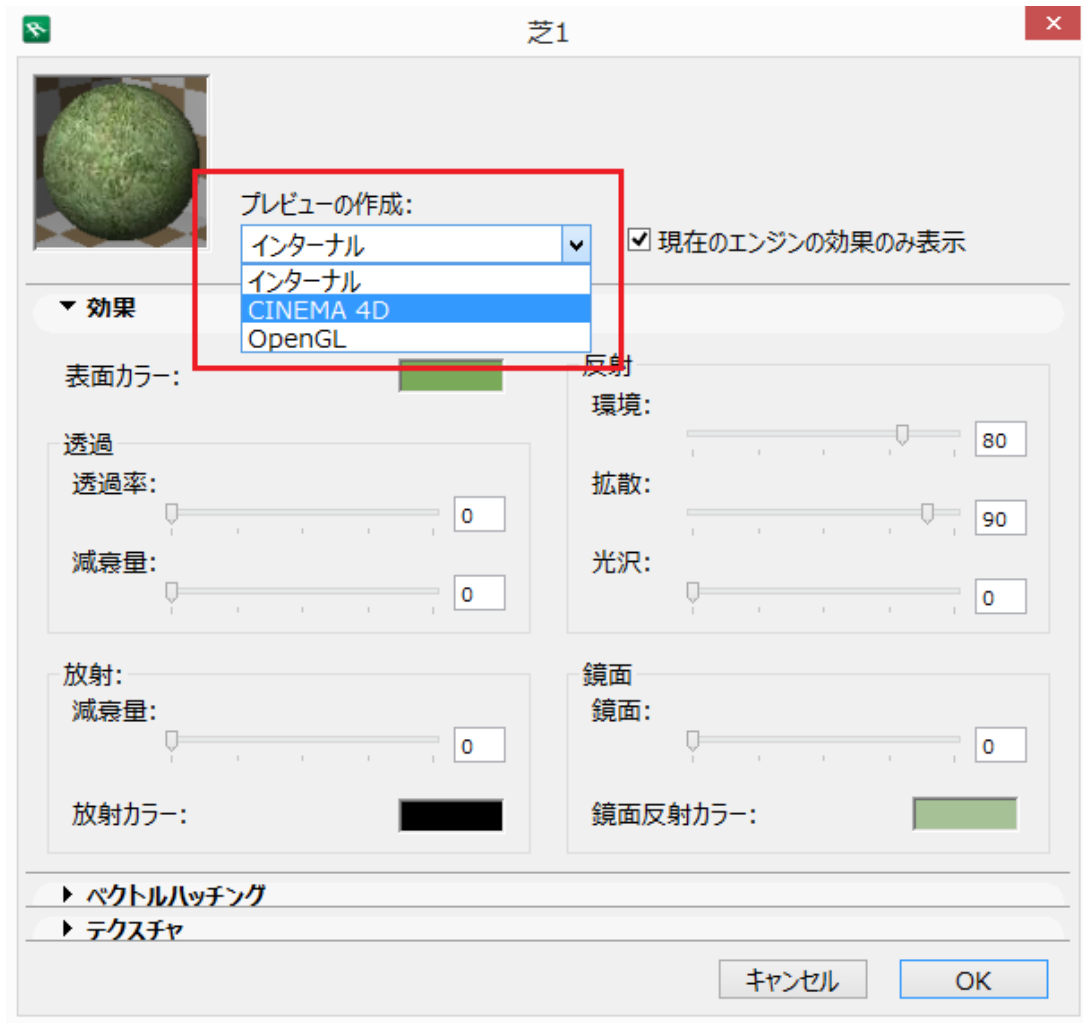 芝1
プレビューの作成:
インターナル
現在のエンジンの効果のみ表示
インターナル
CINEMA 4D
OpenGL
効果
表面カラー:
透過
透過率:
0
減衰量:
0
反射
環境:
80
拡散:
90
光沢:
0
放射:
減衰量:
0
放射カラー:
鏡面
鏡面:
0
鏡面反射カラー:
ベクトルハッチング
テクスチャ
キャンセル
OK